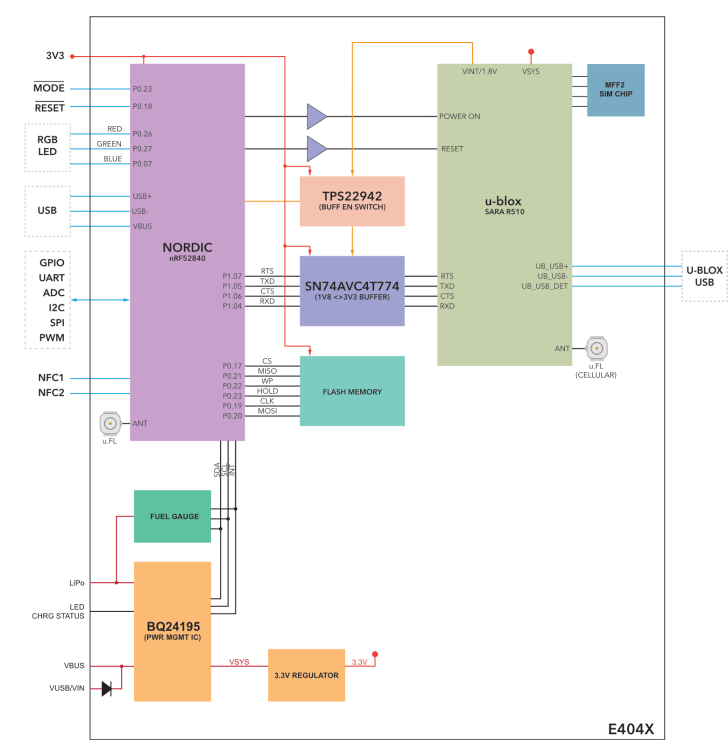 3V3
MODE
RESET
RGB
LED
USB
GPIO
UART
ADC
I2C
SPI
PWM
NFC1
NFC2
u.FL
RED
GREEN
BLUE
P0.23
P0.18
P0.26
P0.27
P0.07
USB+
USB-
VBUS
NORDIC
nRF52840
P1.07
P1.05
P1.06
P1.04
P0.17
P0.21
P0.22
P0.23
P0.19
P0.20
ANT
RTS
TXD
CTS
RXD
CS
MISO
WP
HOLD
CLK
MOSI
TPS22942
(BUFF EN SWITCH)
SN74AVC4T774
(1V8 <>3V3 BUFFER)
FLASH MEMORY
VINT/1.8V
VSYS
POWER ON
RESET
u-blox
SARA R510
RTS
TXD
CTS
RXD
UB_USB+
UB_USB-
UB_USB_DET
ANT
MFF2
SIM CHIP
U-BLOX
USB
u.FL
(CELLULAR)
SDA
SCL
INT
FUEL GAUGE
LiPo
LED
CHRG STATUS
BQ24195
(PWR MGMT IC)
VBUS
VUSB/VIN
VSYS
3.3V REGULATOR
3.3V
E404X